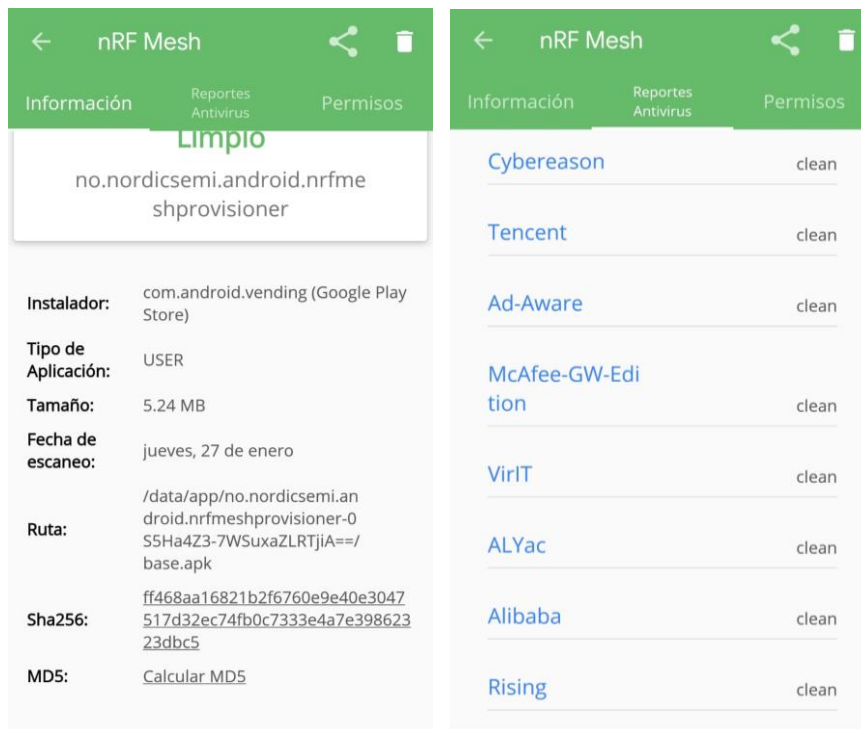 nRF Mesh
Información
Reportes
Antivirus
Permisos
Limpio
no.nordicsemi.android.nrfme
shprovisioner
Instalador:
com.android.vending (Google Play
Store)
Tipo de
Aplicación:
USER
Tamaño:
5.24 MB
Fecha de
escaneo:
jueves, 27 de enero
Ruta:
/data/app/no.nordicsemi.an
droid.nrfmeshprovisioner-0
S5Ha4Z3-7WSuxaZLRTjiA==/
base.apk
Sha256:
ff468aa16821b2f6760e9e40e3047
517d32ec74fb0c7333e4a7e398623
23dbc5
MD5:
Calcular MD5
nRF Mesh
Información
Reportes
Antivirus
Permisos
Cybereason
clean
Tencent
clean
Ad-Aware
clean
McAfee-GW-Edi
tion
clean
VirIT
clean
ALYac
clean
Alibaba
clean
Rising
clean